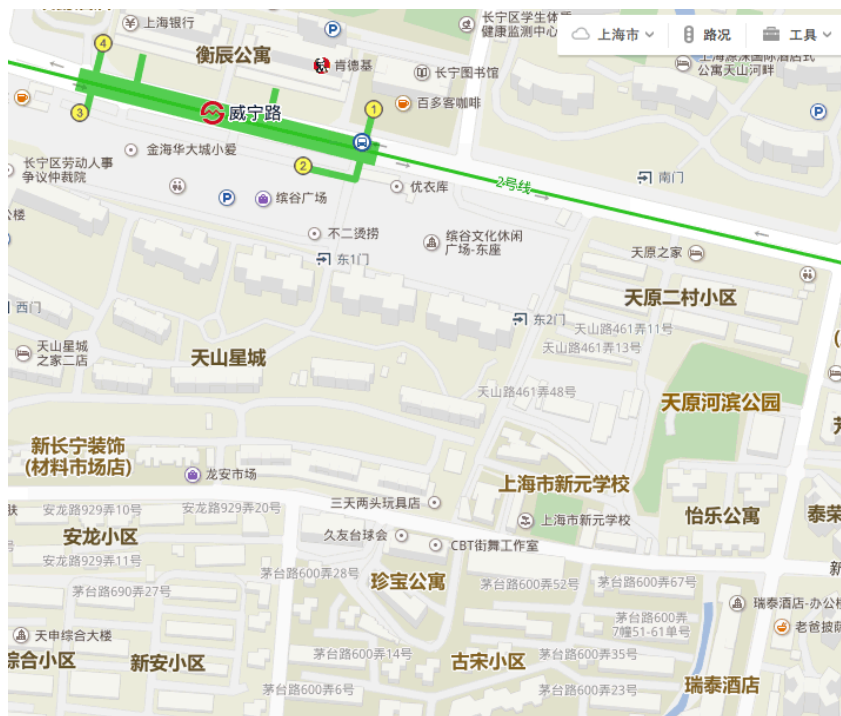 上海银行
4
衡辰公寓
P
长宁区学生体质
健康监测中心
上海市
路况
工具
肯德基
长宁图书馆
公寓天山河畔
3
威宁路
1
百多客咖啡
P
金海华大城小爱
2
长宁区劳动人事
争议仲裁院
P
缤谷广场
优衣库
2号线
南门
公楼
不二烫捞
缤谷文化休闲
广场-东座
东1门
天原之家
西门
天原二村小区
东2门
天山路461弄11号
天山路461弄13号
天山星城
之家二店
天山星城
天山路461弄48号
天原河滨公园
新长宁装饰
(材料市场店)
龙安市场
上海市新元学校
肤
安龙路929弄10号
安龙路929弄20号
三天两头玩具店
上海市新元学校
怡乐公寓
泰荣
安龙小区
久友台球会
CBT街舞工作室
安龙路929弄11号
新
茅台路600弄28号
珍宝公寓
茅台路600弄52号
茅台路600弄67号
茅台路690弄27号
瑞泰酒店-办公楼
茅台路600弄
7幢51-61单号
老爸披萨
天申综合大楼
综合小区
新安小区
茅台路600弄14号
古宋小区
茅台路600弄35号
茅台路600弄6号
茅台路600弄23号
瑞泰酒店